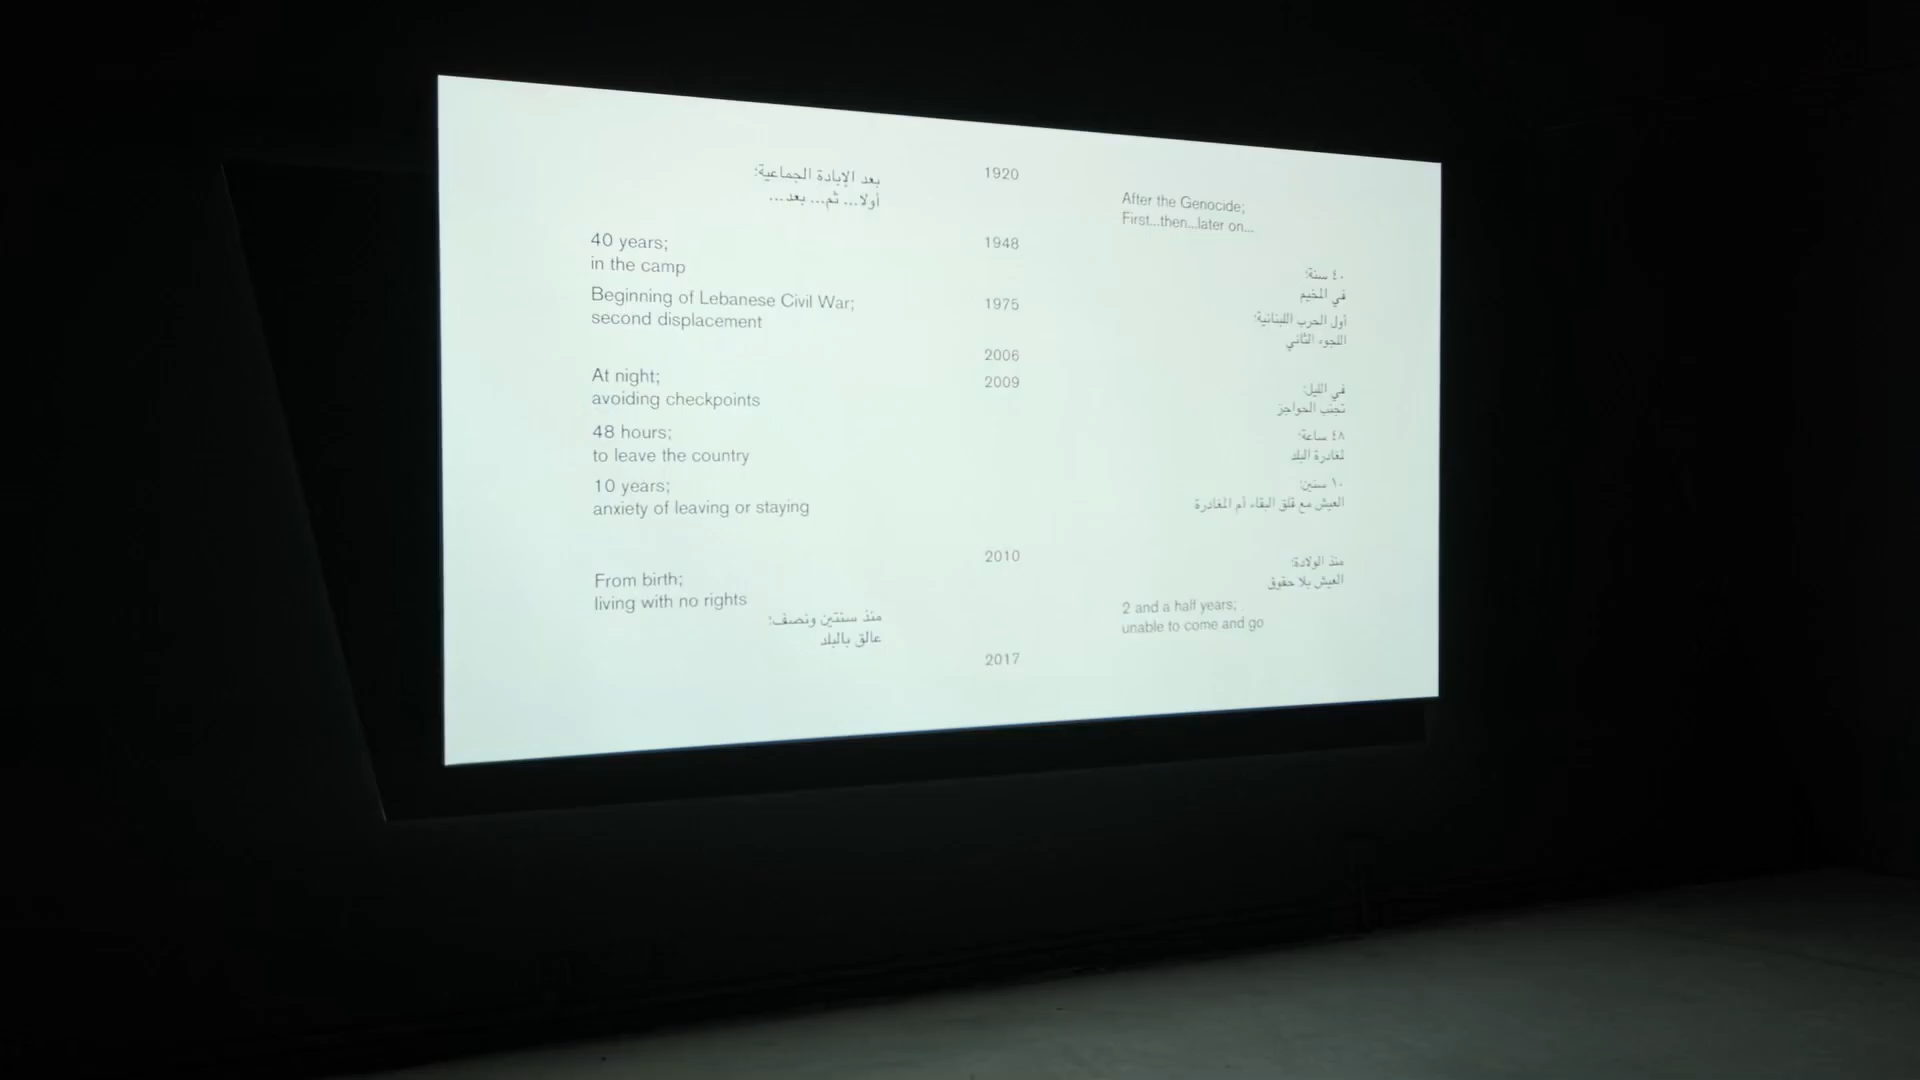 بعد الإبادة الجماعية؛
أولا... ثم... بعد...
1920
After the Genocide;
First...then...later on...
40 years;
in the camp
1948
٤٠ سنة؛
في المخيم
Beginning of Lebanese Civil War;
second displacement
1975
أول الحرب اللبنانية؛
اللجوء الثاني
2006
At night;
avoiding checkpoints
2009
في الليل؛
تجنب الحواجز
48 hours;
to leave the country
٤٨ ساعة؛
لمغادرة البلد
10 years;
anxiety of leaving or staying
١٠ سنين؛
العيش مع قلق البقاء أم المغادرة
2010
From birth;
living with no rights
منذ الولادة؛
العيش بلا حقوق
منذ سنتين ونصف؛
عالق بالبلد
2 and a half years;
unable to come and go
2017